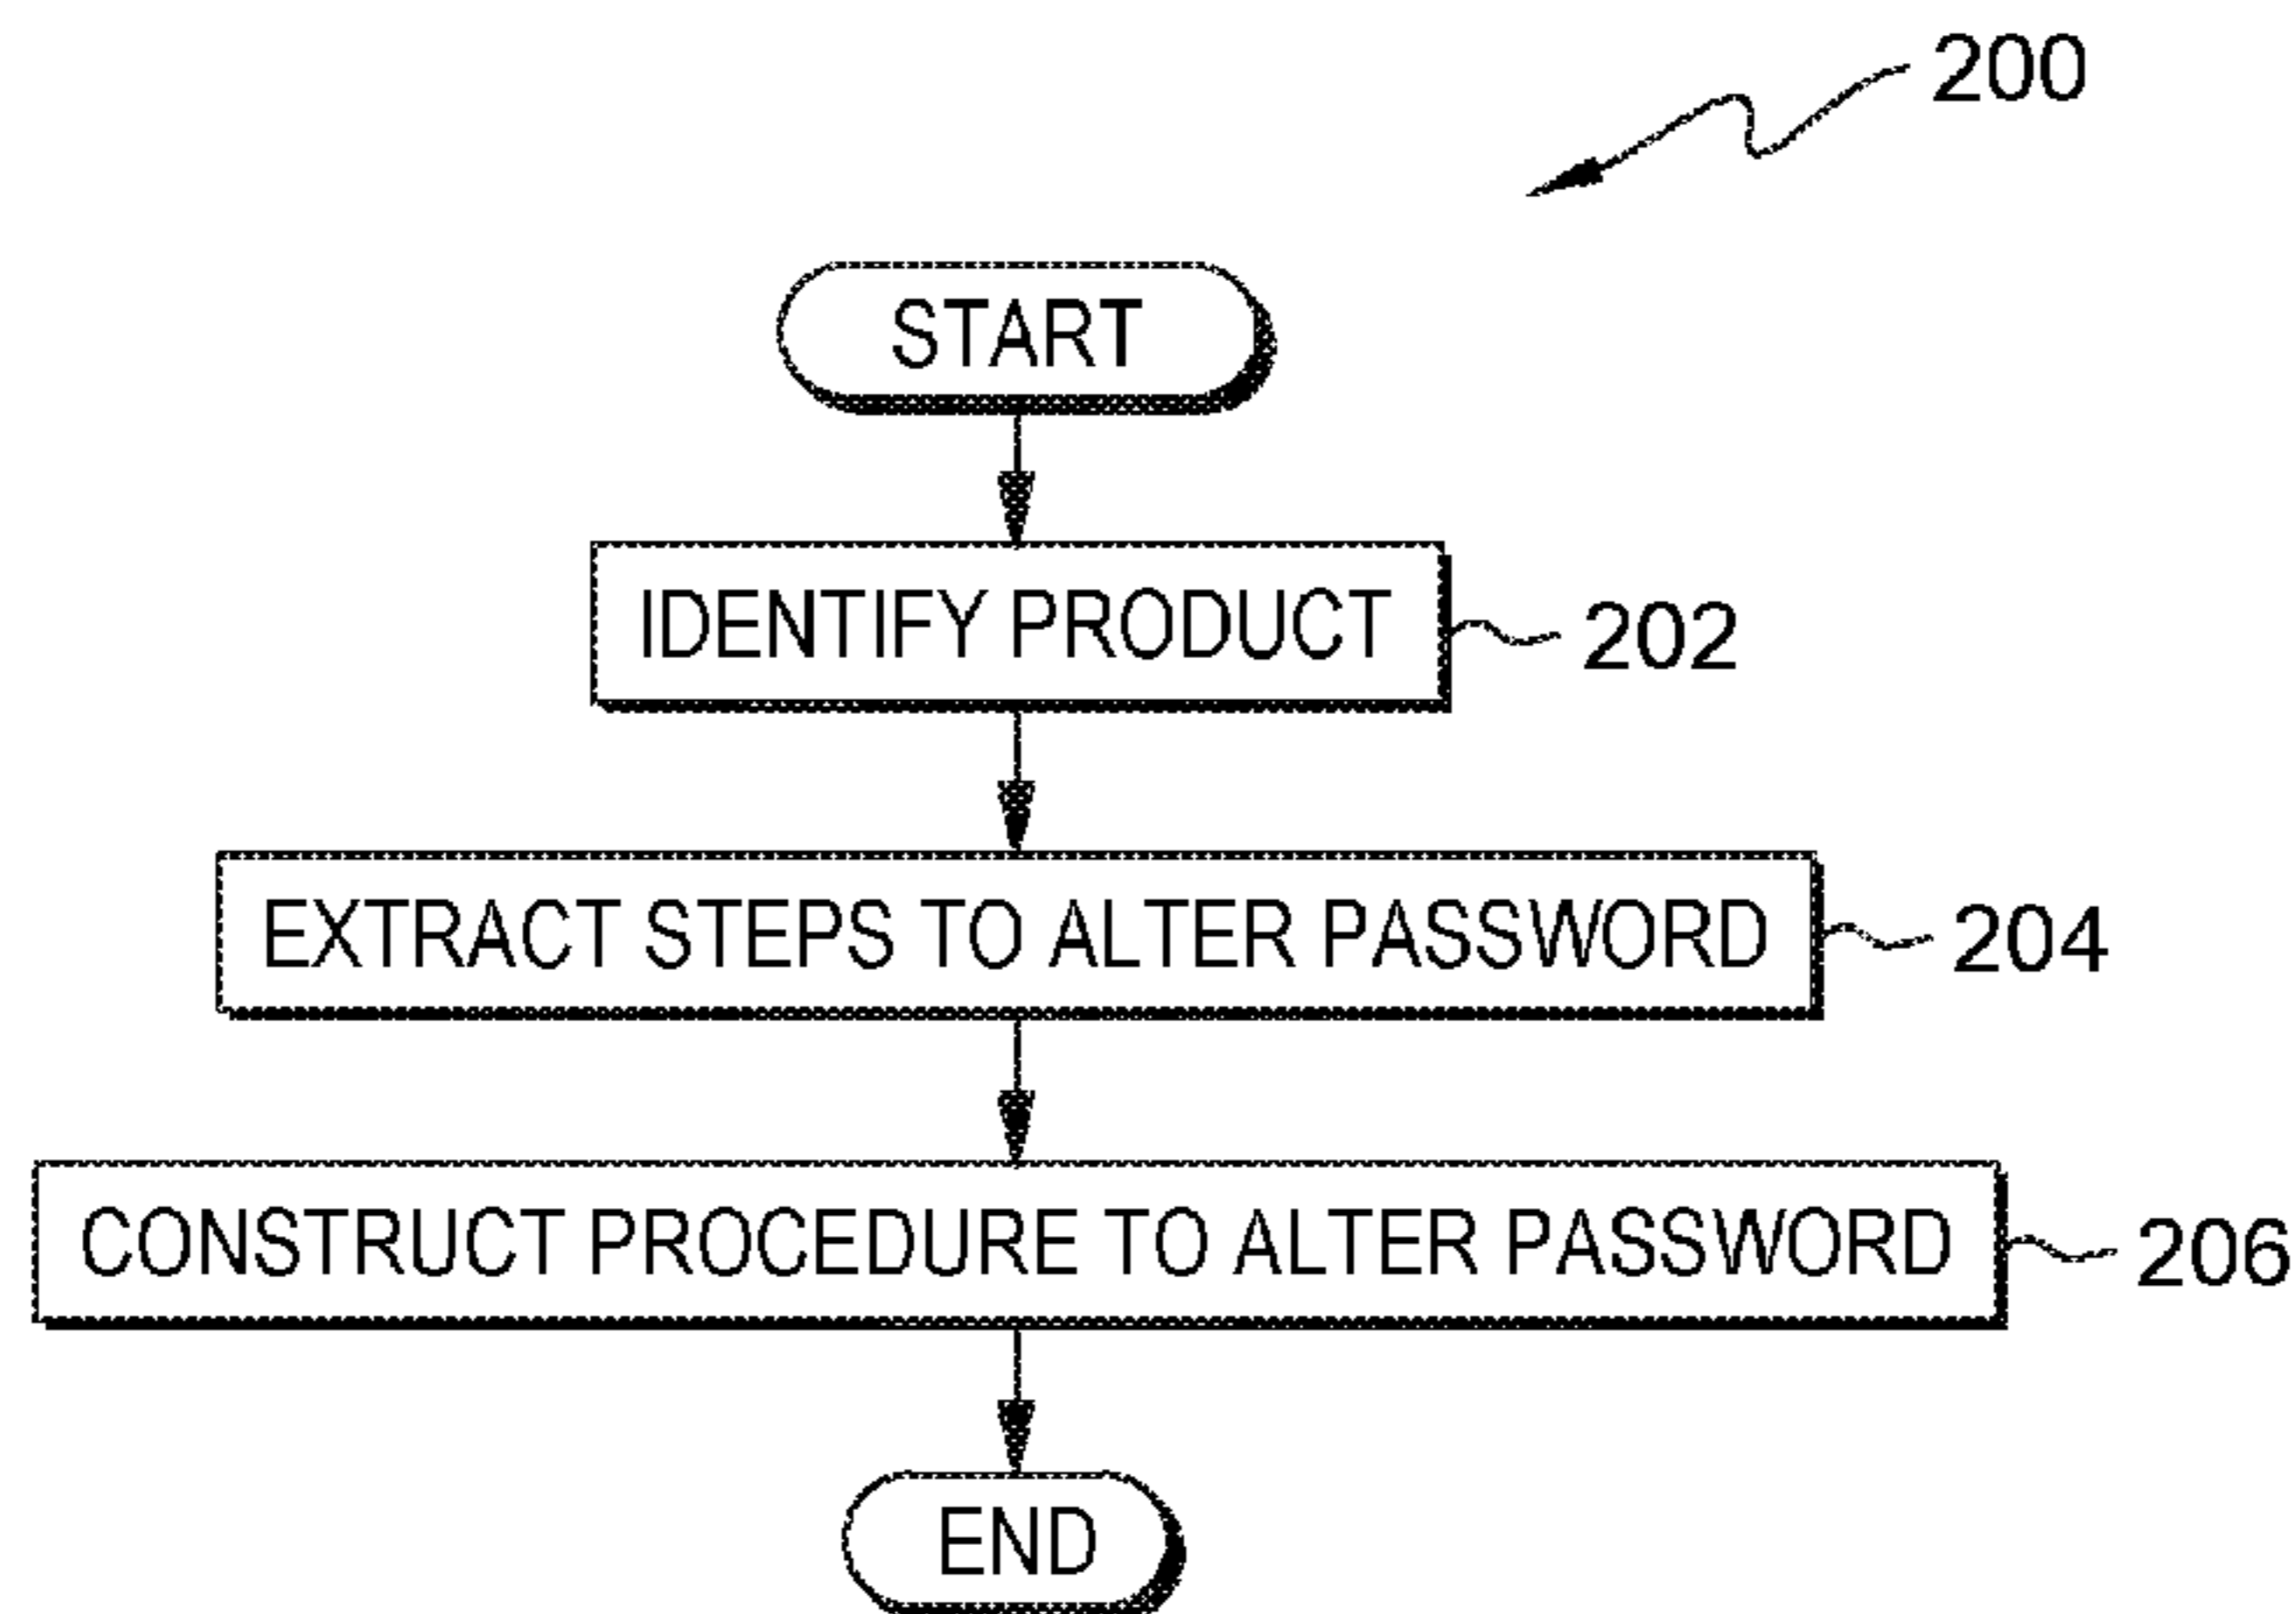 200
START
IDENTIFY PRODUCT
202
EXTRACT STEPS TO ALTER PASSWORD
204
CONSTRUCT PROCEDURE TO ALTER PASSWORD
206
END